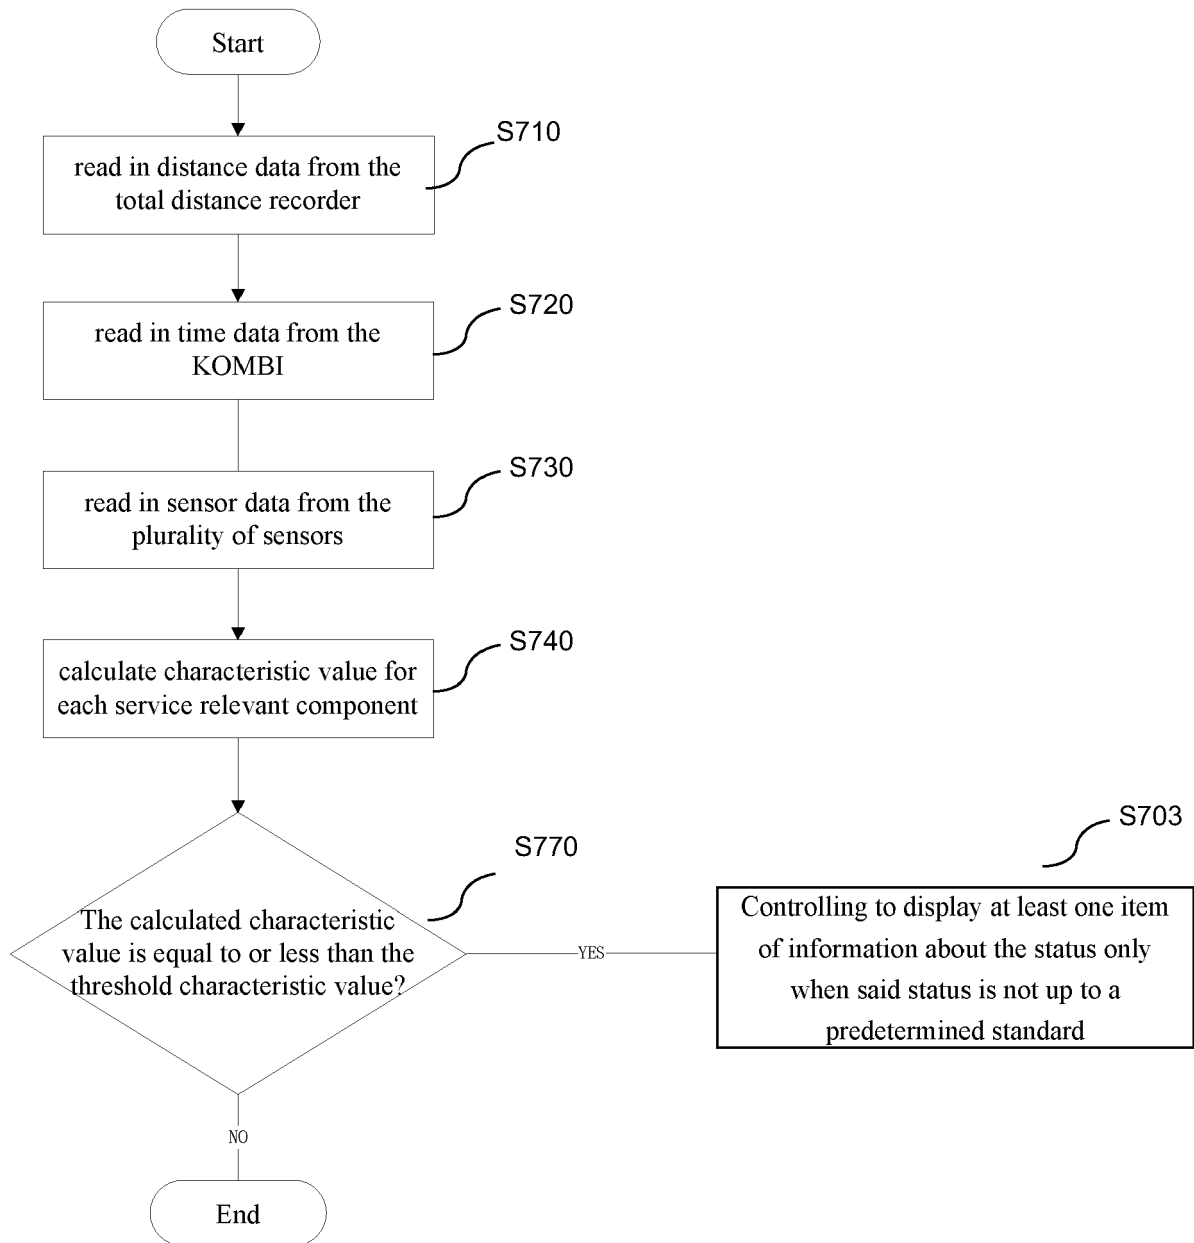 Start
S710
read in distance data from the
total distance recorder
S720
read in time data from the
KOMBI
S730
read in sensor data from the
plurality of sensors
S740
calculate characteristic value for
each service relevant component
S770
The calculated characteristic
value is equal to or less than the
threshold characteristic value?
YES
S703
Controlling to display at least one item
of information about the status only
when said status is not up to a
predetermined standard
NO
End